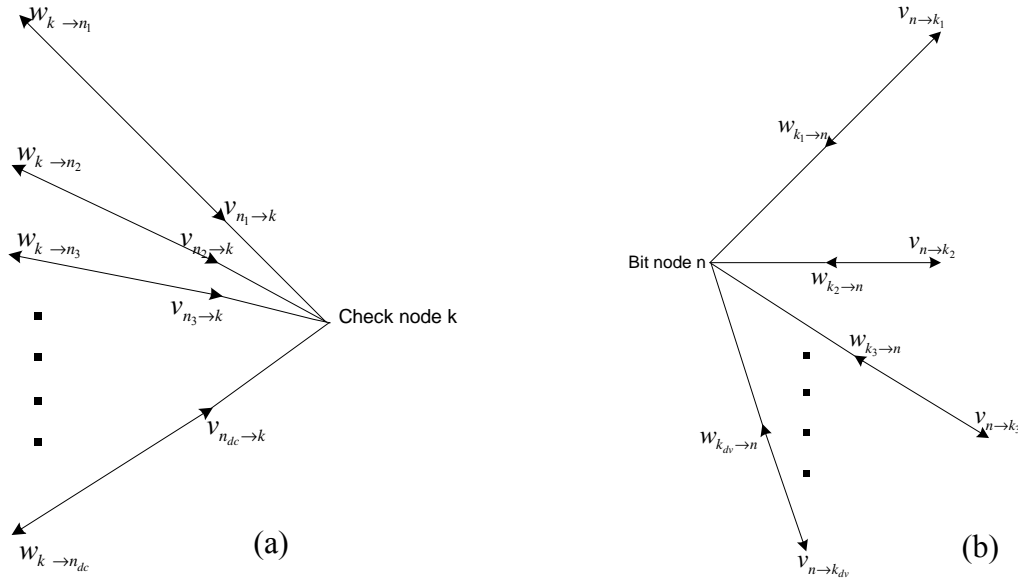 w_{k→n_1}
w_{k→n_2}
v_{n_1→k}
v_{n_2→k}
w_{k→n_3}
v_{n_3→k}
Check node k
v_{n_{dc}→k}
w_{k→n_{dc}}
(a)
v_{n→k_1}
w_{k_1→n}
Bit node n
v_{n→k_2}
w_{k_2→n}
w_{k_3→n}
v_{n→k_3}
w_{k_{dv}→n}
v_{n→k_{dv}}
(b)